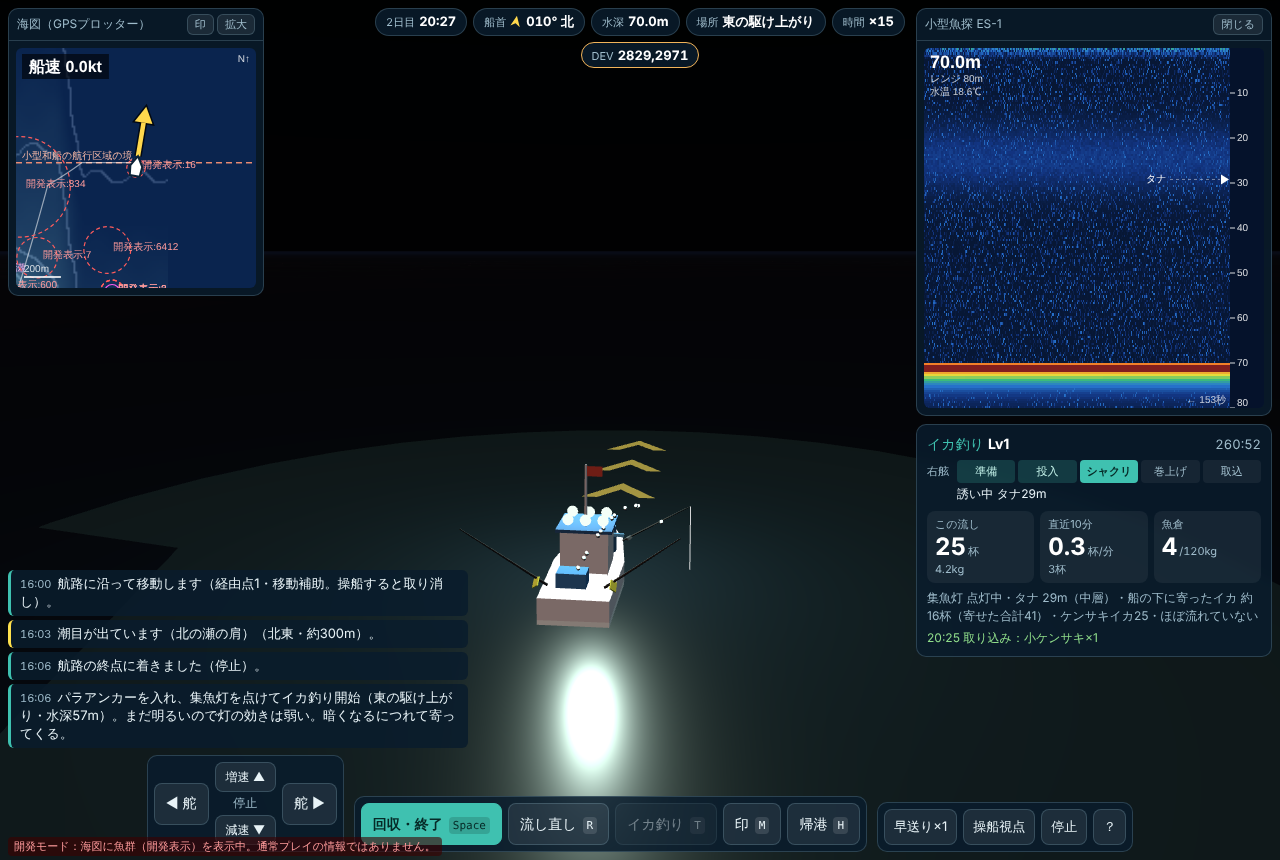 海図（GPSプロッター）
印
拡大
船速 0.0kt
N↑
小型和船の航行区域の境
開発表示:16
開発表示:834
開発表示:6412
開発表示:7
200m
表示:600
2日目 20:27
船首 010° 北
水深 70.0m
場所 東の駆け上がり
時間 ×15
DEV 2829,2971
小型魚探 ES-1
閉じる
70.0m
レンジ 80m
水温 18.6℃
10
20
タナ
30
40
50
60
70
80
← 153秒
イカ釣り Lv1
260:52
右舷
準備
投入
シャクリ
巻上げ
取込
誘い中 タナ29m
この流し
25 杯
4.2kg
直近10分
0.3 杯/分
3杯
魚倉
4 /120kg
集魚灯 点灯中・タナ 29m（中層）・船の下に寄ったイカ 約
16杯（寄せた合計41）・ケンサキイカ25・ほぼ流れていない
20:25 取り込み：小ケンサキ×1
16:00 航路に沿って移動します（経由点1・移動補助。操船すると取り消
し）。
16:03 潮目が出ています（北の瀬の肩）（北東・約300m）。
16:06 航路の終点に着きました（停止）。
16:06 パラアンカーを入れ、集魚灯を点けてイカ釣り開始（東の駆け上が
り・水深57m）。まだ明るいので灯の効きは弱い。暗くなるにつれて寄っ
てくる。
◀ 舵
増速 ▲
停止
減速 ▼
舵 ▶
回収・終了 Space
流し直し R
イカ釣り T
印 M
帰港 H
早送り×1
操船視点
停止
？
開発モード：海図に魚群（開発表示）を表示中。通常プレイの情報ではありません。